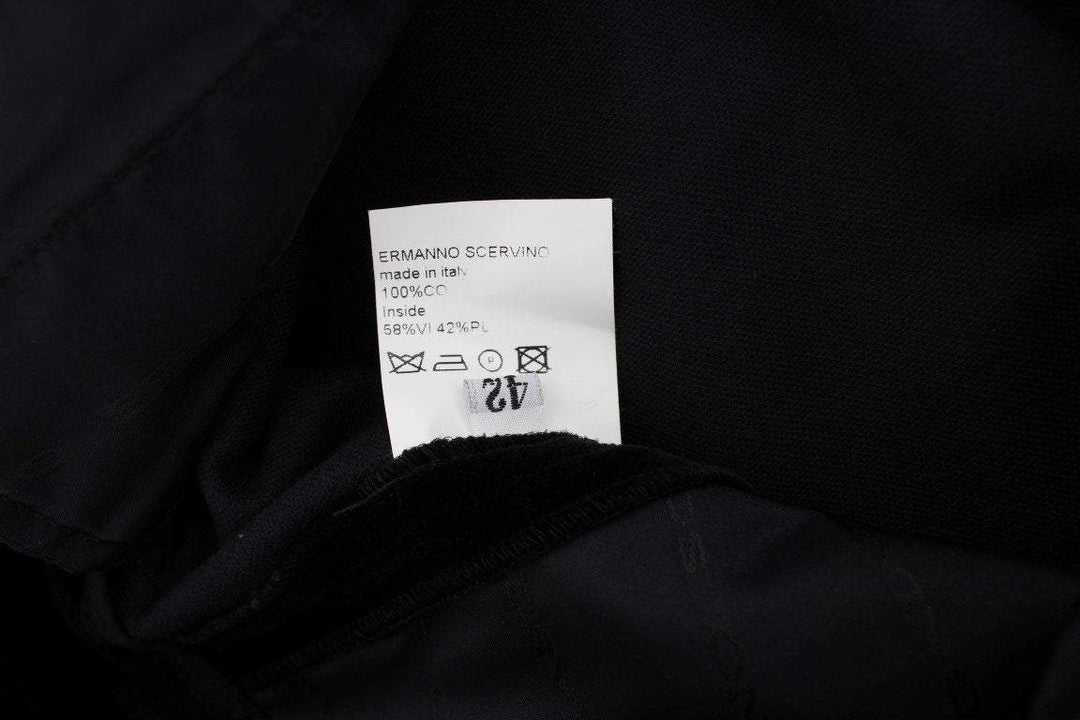 ERMANNO SCERVINO
made in italy
100%CO
inside
58%VI 42%PL
P
42